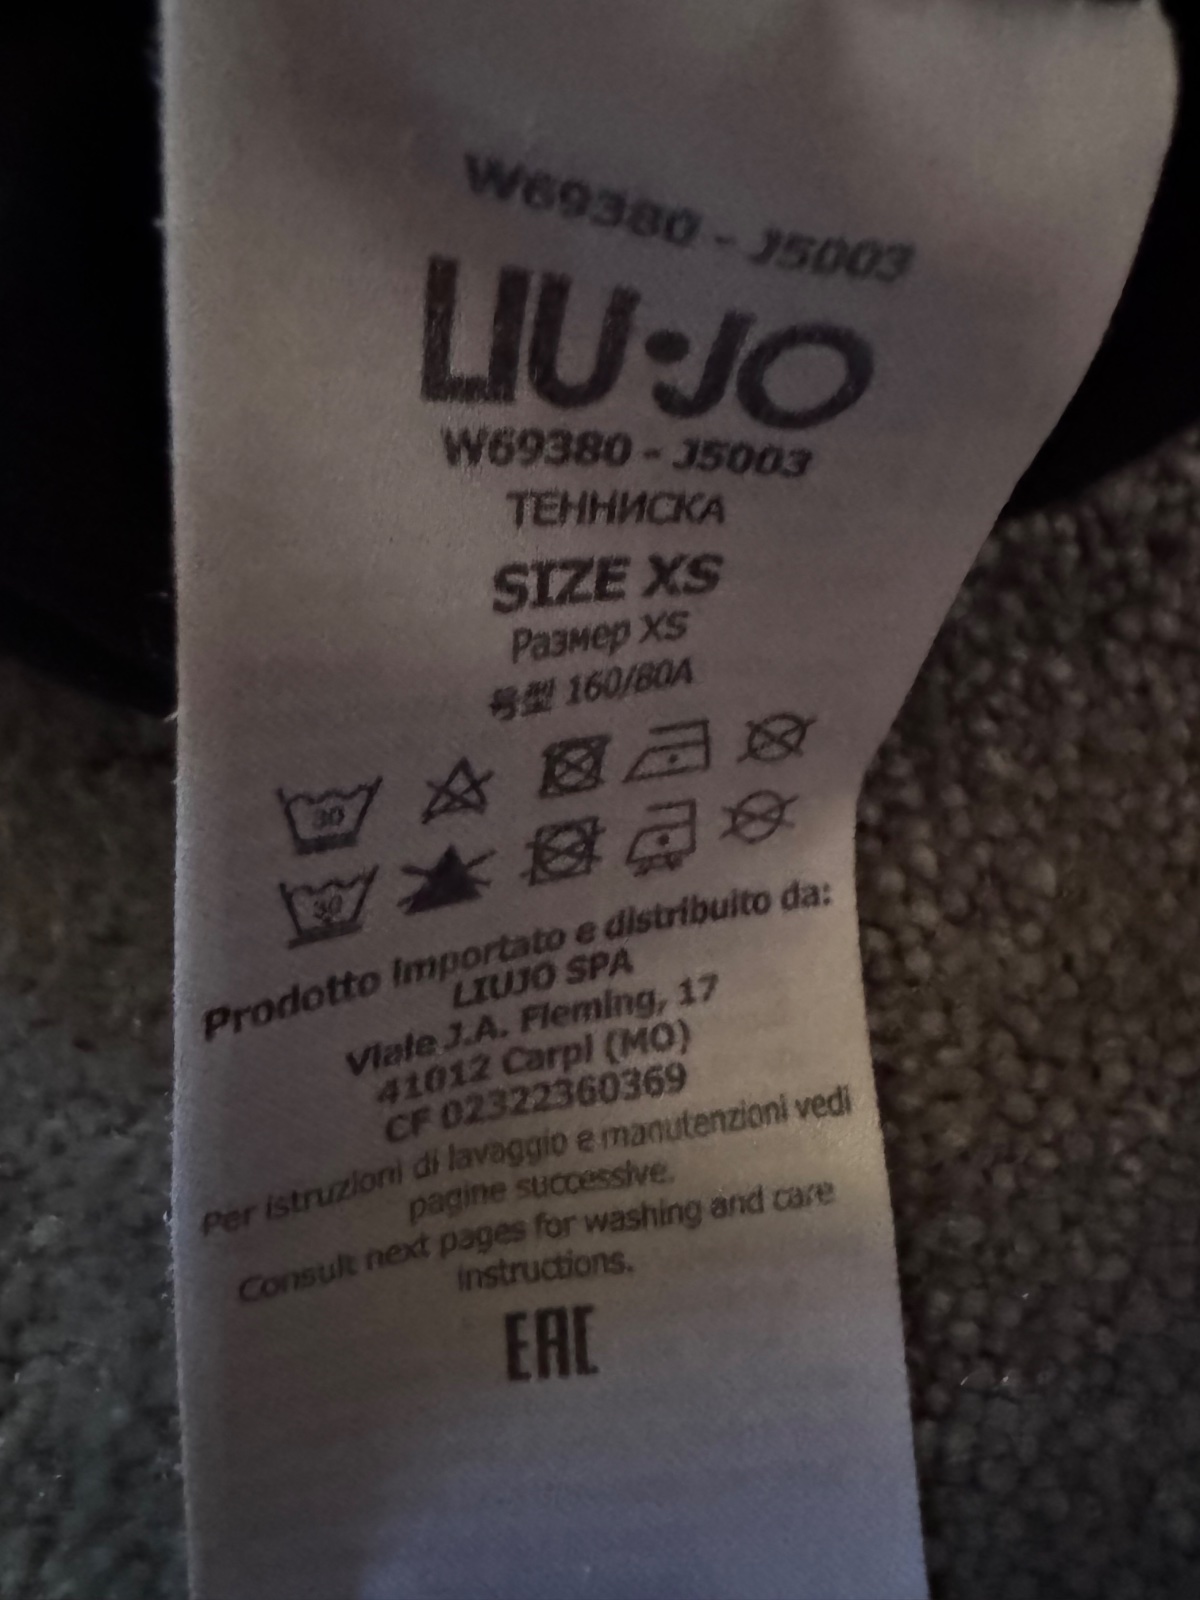 W69380 - J5003
LIU·JO
W69380 - J5003
ТЕННИСКА
SIZE XS
Размер XS
号型 160/80A
30
30
Prodotto importato e distribuito da:
LIUJO SPA
Viale J.A. Fleming, 17
41012 Carpi (MO)
CF 02322360369
Per istruzioni di lavaggio e manutenzioni vedi
pagine successive.
Consult next pages for washing and care
instructions.
EAC